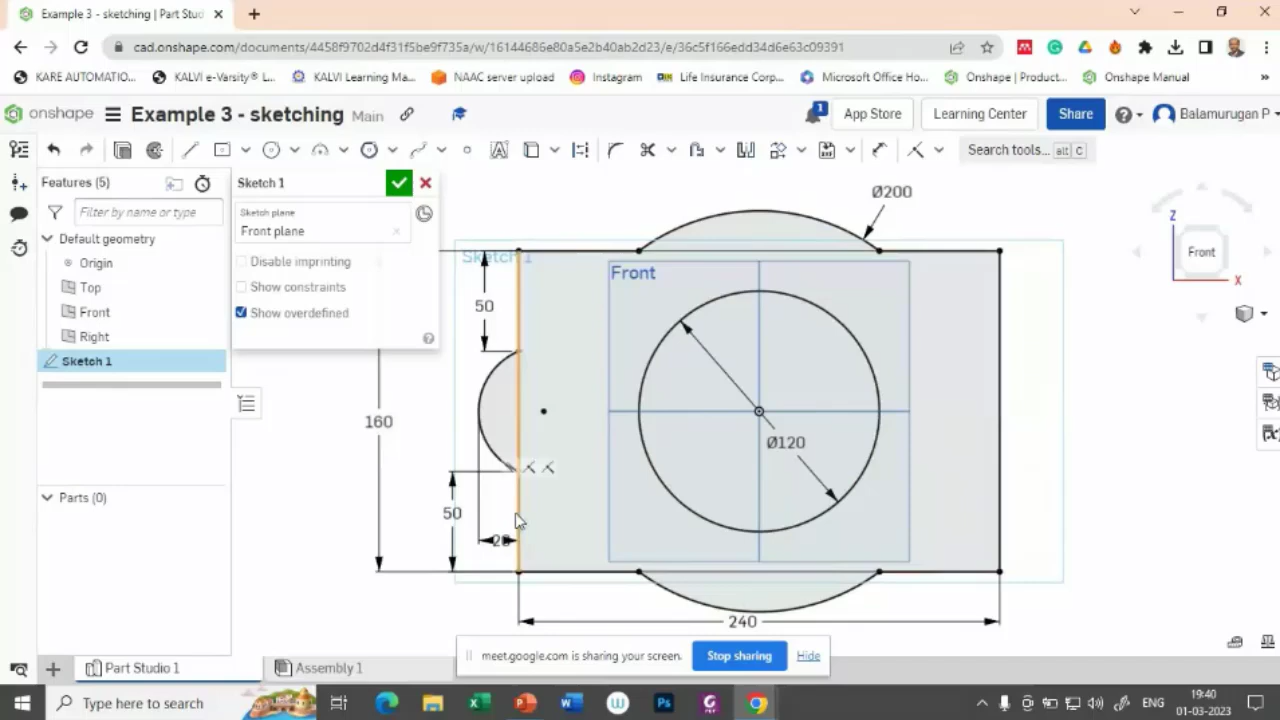 Example 3 - sketching | Part Studi
cad.onshape.com/documents/4458f9702d4f31f5be9f735a/w/16144686e80a5e2b40ab2d23/e/36c5f166edd34d6e63c09391
KARE AUTOMATIO...
KALVI e-Varsity® L...
KALVI Learning Ma...
NAAC server upload
Instagram
Life Insurance Corp...
Microsoft Office Ho...
Onshape | Product...
Onshape Manual
»
onshape
Example 3 - sketching
Main
1
App Store
Learning Center
Share
Balamurugan P
Search tools... alt C
Features (5)
Filter by name or type
Default geometry
Origin
Top
Front
Right
Sketch 1
Parts (0)
Sketch 1
Sketch plane
Front plane
Disable imprinting
Show constraints
Show overdefined
Sketch 1
Front
Ø200
50
160
Ø120
50
20
240
Z
Front
X
meet.google.com is sharing your screen.
Stop sharing
Hide
Part Studio 1
Assembly 1
Type here to search
ENG
19:40
01-03-2023